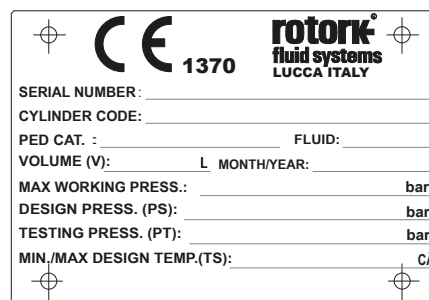 CE 1370
rotork®
fluid systems
LUCCA ITALY
SERIAL NUMBER:
CYLINDER CODE:
PED CAT. : FLUID:
VOLUME (V): L MONTH/YEAR:
MAX WORKING PRESS.: bar
DESIGN PRESS. (PS): bar
TESTING PRESS. (PT): bar
MIN./MAX DESIGN TEMP.(TS):